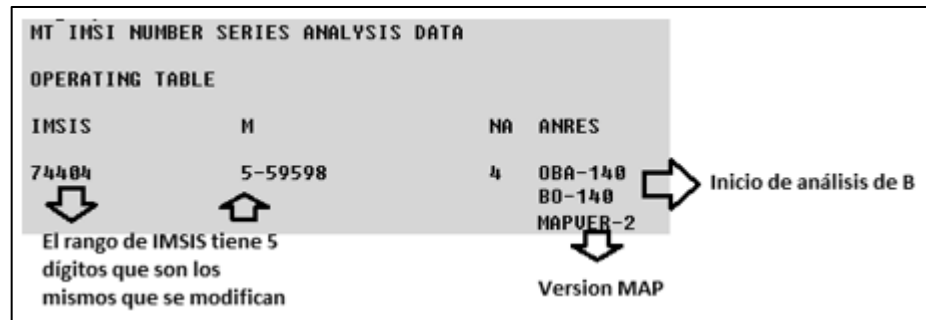 MT IMSI NUMBER SERIES ANALYSIS DATA
OPERATING TABLE
IMSIS M NA ANRES
74404 5-59598 4 OBA-140
BO-140
MAPVER-2
Inicio de análisis de B
El rango de IMSIS tiene 5
dígitos que son los
mismos que se modifican
Version MAP